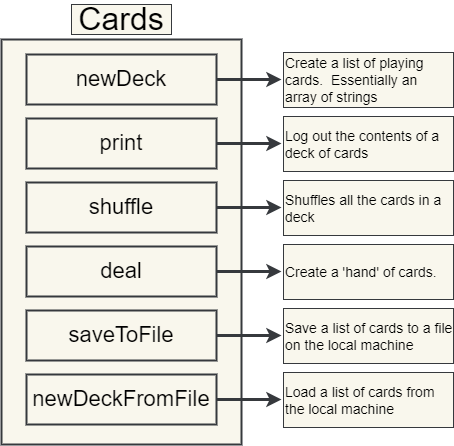 Cards
newDeck
Create a list of playing
cards.  Essentially an
array of strings
print
Log out the contents of a
deck of cards
shuffle
Shuffles all the cards in a
deck
deal
Create a 'hand' of cards.
saveToFile
Save a list of cards to a file
on the local machine
newDeckFromFile
Load a list of cards from
the local machine